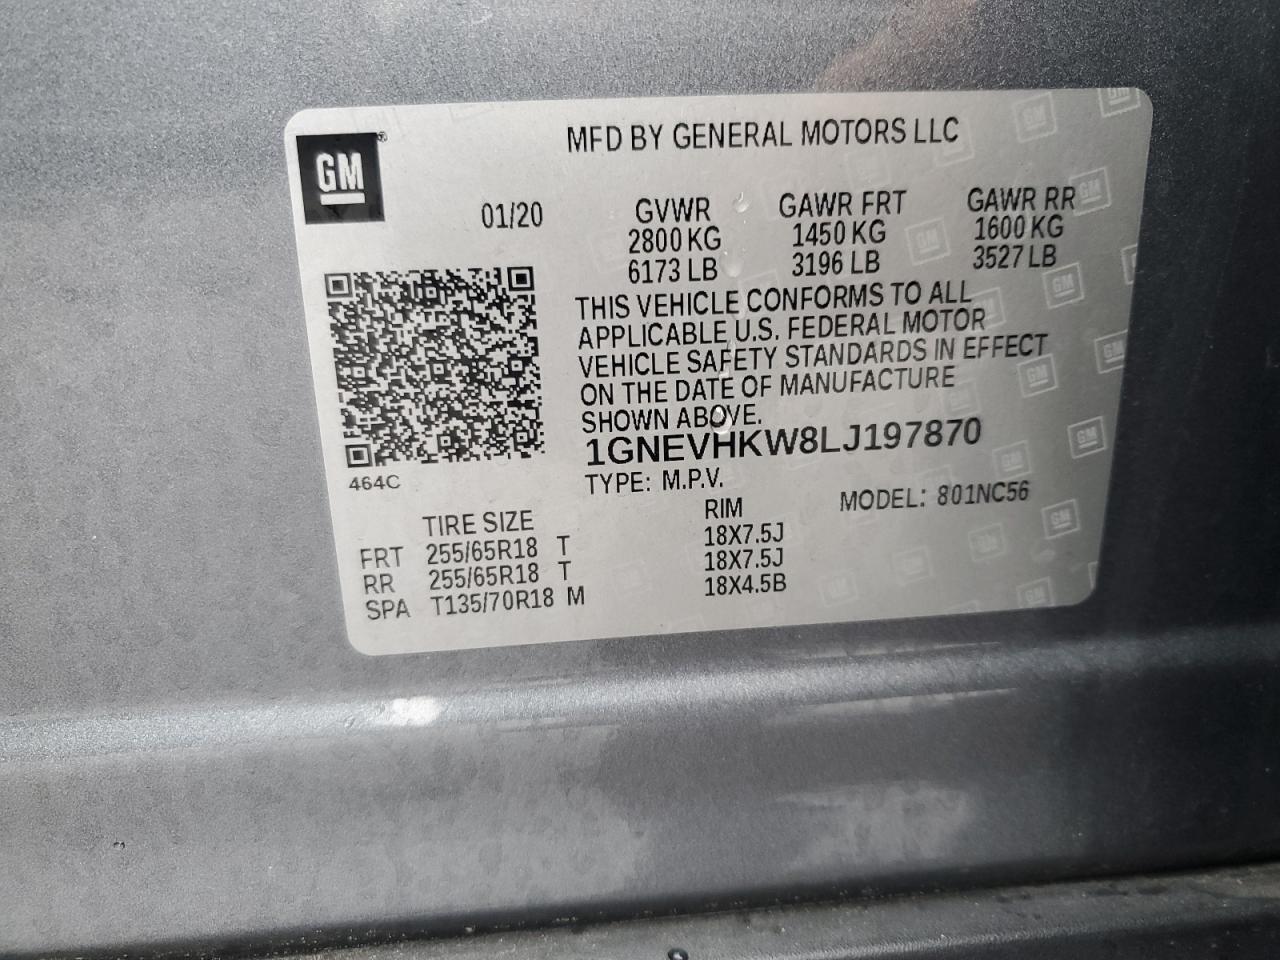 GM®
MFD BY GENERAL MOTORS LLC
01/20
GVWR GAWR FRT GAWR RR
2800 KG 1450 KG 1600 KG
6173 LB 3196 LB 3527 LB
THIS VEHICLE CONFORMS TO ALL
APPLICABLE U.S. FEDERAL MOTOR
VEHICLE SAFETY STANDARDS IN EFFECT
ON THE DATE OF MANUFACTURE
SHOWN ABOVE.
1GNEVHKW8LJ197870
464C
TYPE: M.P.V. MODEL: 801NC56
TIRE SIZE RIM
FRT 255/65R18 T 18X7.5J
RR 255/65R18 T 18X7.5J
SPA T135/70R18 M 18X4.5B